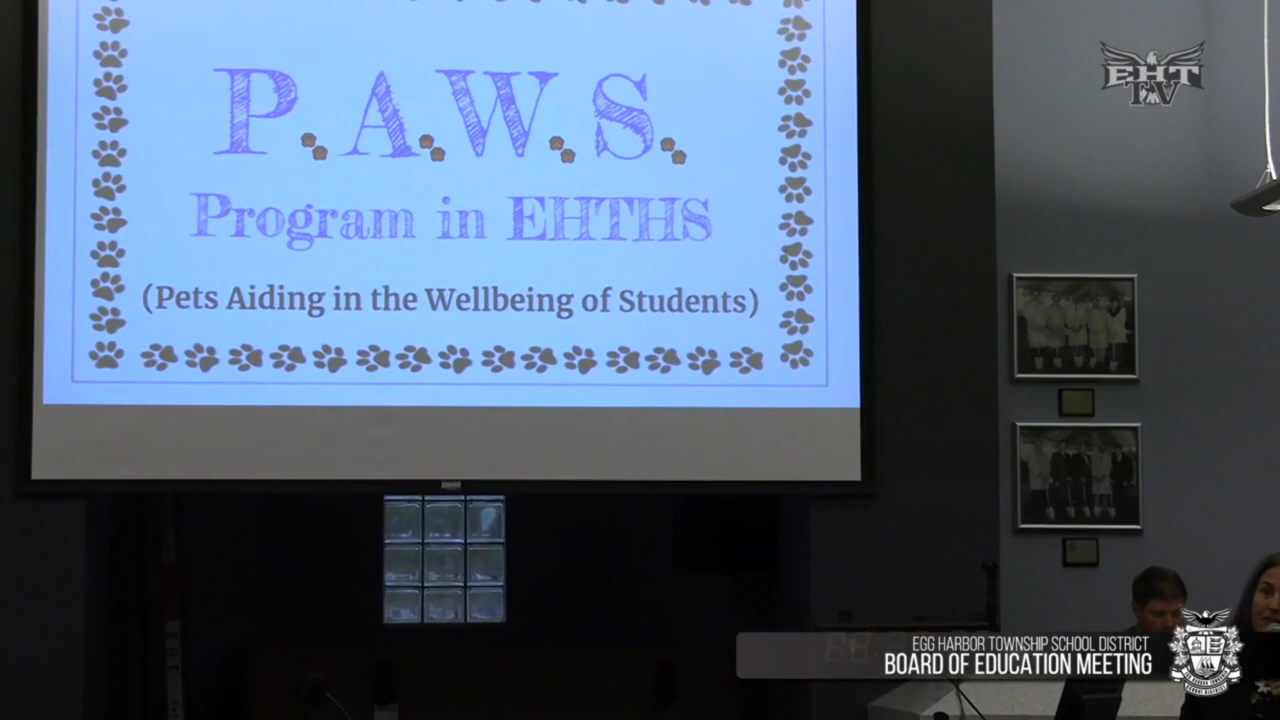 P.A.W.S.
Program in EHTHS
(Pets Aiding in the Wellbeing of Students)
EHT
TV
EGG HARBOR TOWNSHIP SCHOOL DISTRICT
BOARD OF EDUCATION MEETING